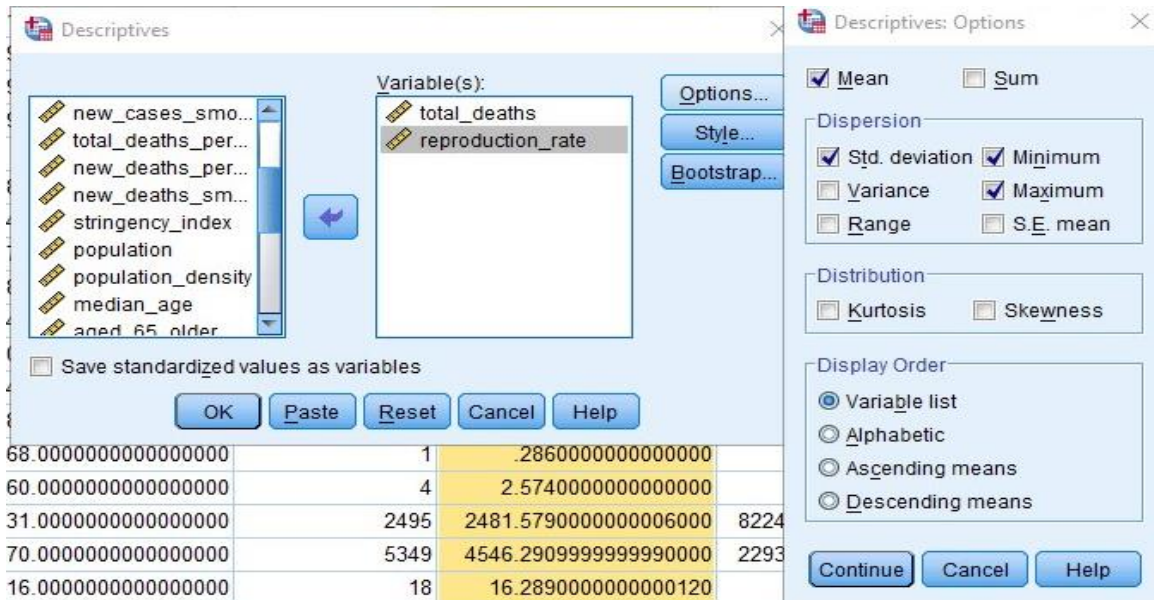 Descriptives
Variable(s):
new_cases_smo...
total_deaths_per...
new_deaths_per...
new_deaths_sm...
stringency_index
population
population_density
median_age
aged_65_older
total_deaths
reproduction_rate
Options...
Style...
Bootstrap...
Save standardized values as variables
OK Paste Reset Cancel Help
68.0000000000000000 1 .28600000000000000
60.0000000000000000 4 2.5740000000000000
31.0000000000000000 2495 2481.5790000000006000 8224
70.0000000000000000 5349 4546.2909999999990000 2293
16.0000000000000000 18 16.2890000000000120
Descriptives: Options
Mean Sum
Dispersion
Std. deviation Minimum
Variance Maximum
Range S.E. mean
Distribution
Kurtosis Skewness
Display Order
Variable list
Alphabetic
Ascending means
Descending means
Continue Cancel Help